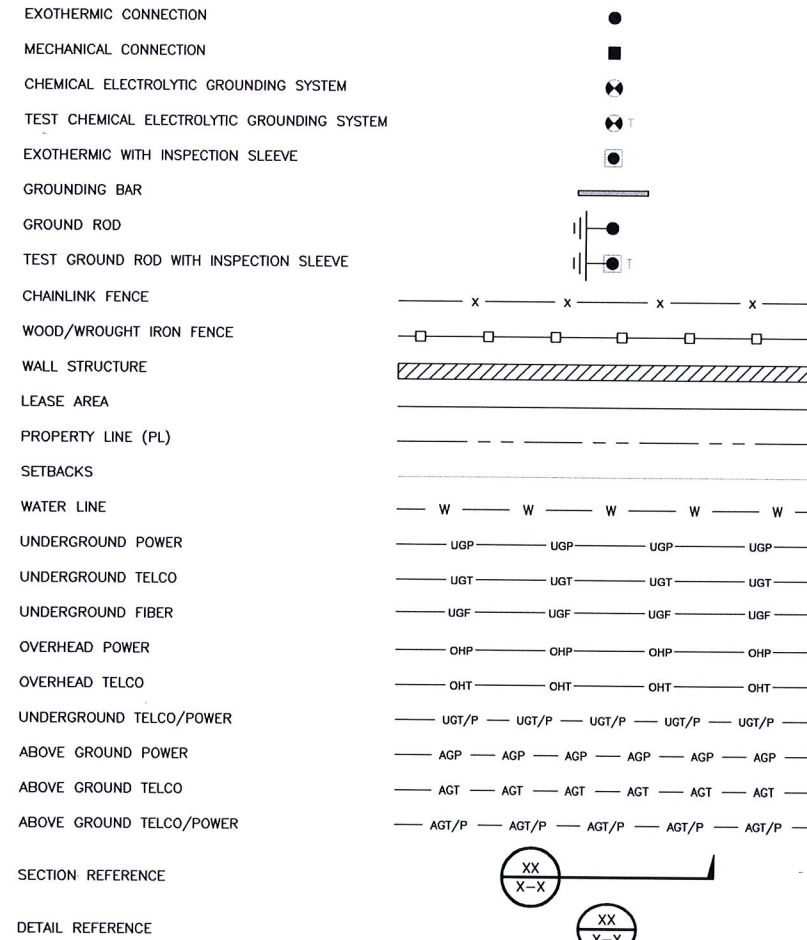 EXOTHERMIC CONNECTION
MECHANICAL CONNECTION
CHEMICAL ELECTROLYTIC GROUNDING SYSTEM
TEST CHEMICAL ELECTROLYTIC GROUNDING SYSTEM T
EXOTHERMIC WITH INSPECTION SLEEVE
GROUNDING BAR
GROUND ROD
TEST GROUND ROD WITH INSPECTION SLEEVE T
CHAINLINK FENCE X X X X
WOOD/WROUGHT IRON FENCE
WALL STRUCTURE
LEASE AREA
PROPERTY LINE (PL)
SETBACKS
WATER LINE W W W W W
UNDERGROUND POWER UGP UGP UGP UGP
UNDERGROUND TELCO UGT UGT UGT UGT
UNDERGROUND FIBER UGF UGF UGF UGF
OVERHEAD POWER OHP OHP OHP OHP
OVERHEAD TELCO OHT OHT OHT OHT
UNDERGROUND TELCO/POWER UGT/P UGT/P UGT/P UGT/P UGT/P
ABOVE GROUND POWER AGP AGP AGP AGP AGP AGP
ABOVE GROUND TELCO AGT AGT AGT AGT AGT AGT
ABOVE GROUND TELCO/POWER AGT/P AGT/P AGT/P AGT/P AGT/P
XX
SECTION REFERENCE X-X
XX
DETAIL REFERENCE X-X